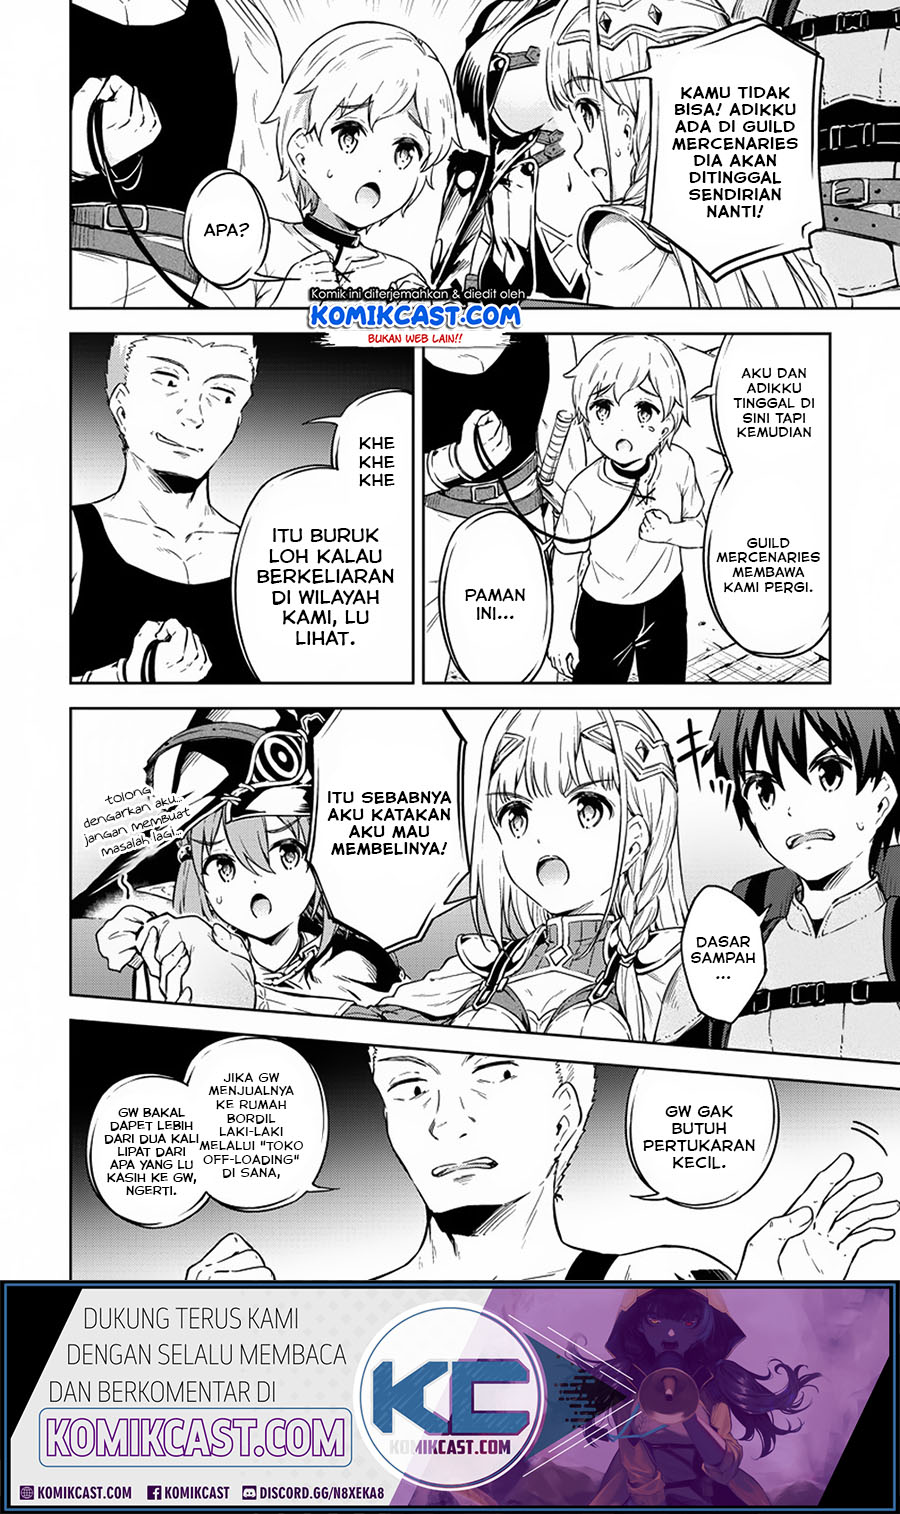 KAMU TIDAK
BISA! ADIKKU
ADA DI GUILD
MERCENARIES
DIA AKAN
DITINGGAL
SENDIRIAN
NANTI!
APA?
Komik ini diterjemahkan & diedit oleh
KOMIKCAST.COM
BUKAN WEB LAIN!!
AKU DAN
ADIKKU
TINGGAL DI
SINI TAPI
KEMUDIAN
GUILD
MERCENARIES
MEMBAWA
KAMI PERGI.
PAMAN
INI...
KHE
KHE
KHE
ITU BURUK
LOH KALAU
BERKELIARAN
DI WILAYAH
KAMI, LU
LIHAT.
DASAR
SAMPAH
...
ITU SEBABNYA
AKU KATAKAN
AKU MAU
MEMBELINYA!
tolong
dengarkan aku...
jangan membuat
masalah lagi...
GW GAK
BUTUH
PERTUKARAN
KECIL.
JIKA GW
MENJUALNYA
KE RUMAH
BORDIL
LAKI-LAKI
MELALUI "TOKO
OFF-LOADING"
DI SANA,
GW BAKAL
DAPET LEBIH
DARI DUA KALI
LIPAT DARI
APA YANG LU
KASIH KE GW,
NGERTI.
DUKUNG TERUS KAMI
DENGAN SELALU MEMBACA
DAN BERKOMENTAR DI
KOMIKCAST.COM
KC
KOMIKCAST.COM
KOMIKCAST.COM KOMIKCAST DISCORD.GG/N8XEKA8